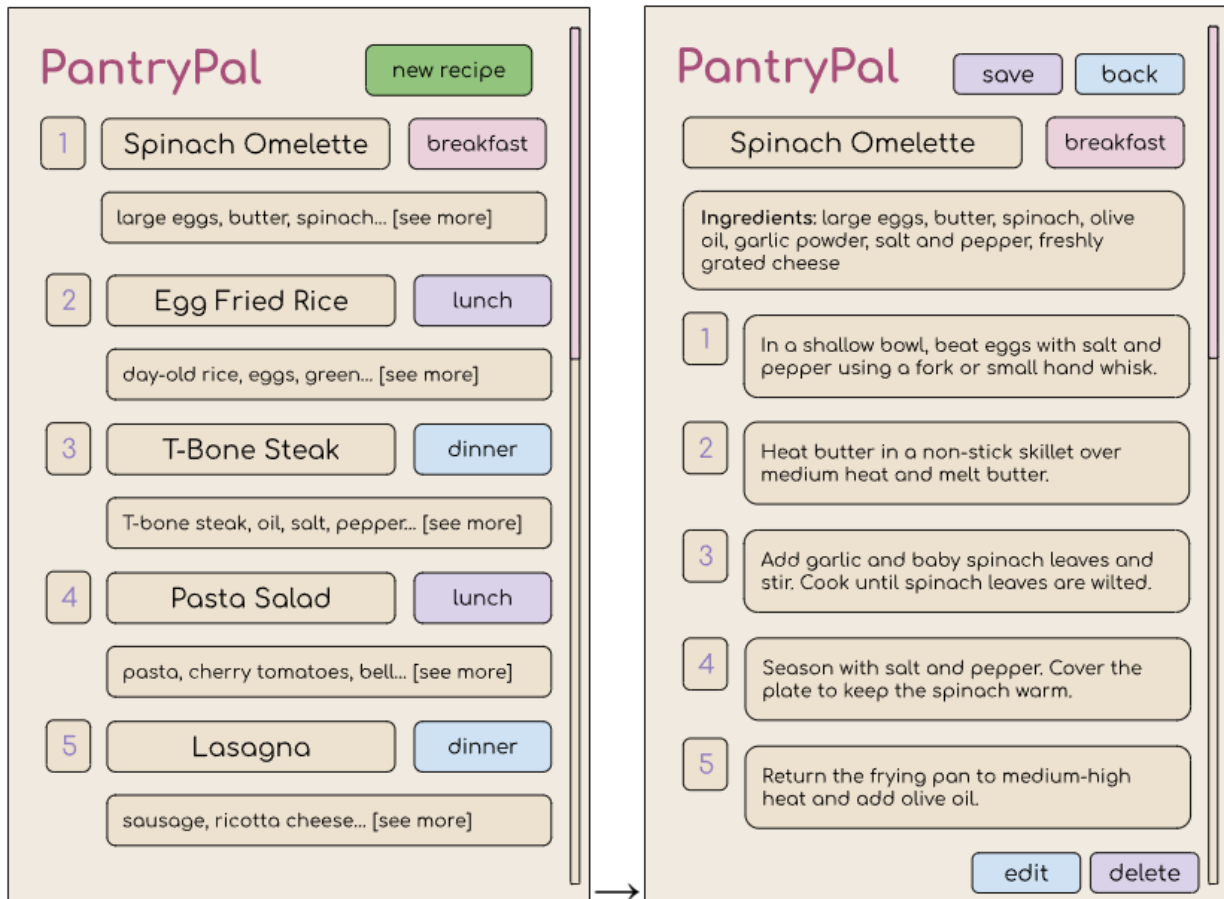 PantryPal
new recipe
1
Spinach Omelette
breakfast
large eggs, butter, spinach... [see more]
2
Egg Fried Rice
lunch
day-old rice, eggs, green... [see more]
3
T-Bone Steak
dinner
T-bone steak, oil, salt, pepper... [see more]
4
Pasta Salad
lunch
pasta, cherry tomatoes, bell... [see more]
5
Lasagna
dinner
sausage, ricotta cheese... [see more]
→
PantryPal
save
back
Spinach Omelette
breakfast
Ingredients: large eggs, butter, spinach, olive
oil, garlic powder, salt and pepper, freshly
grated cheese
1
In a shallow bowl, beat eggs with salt and
pepper using a fork or small hand whisk.
2
Heat butter in a non-stick skillet over
medium heat and melt butter.
3
Add garlic and baby spinach leaves and
stir. Cook until spinach leaves are wilted.
4
Season with salt and pepper. Cover the
plate to keep the spinach warm.
5
Return the frying pan to medium-high
heat and add olive oil.
edit
delete